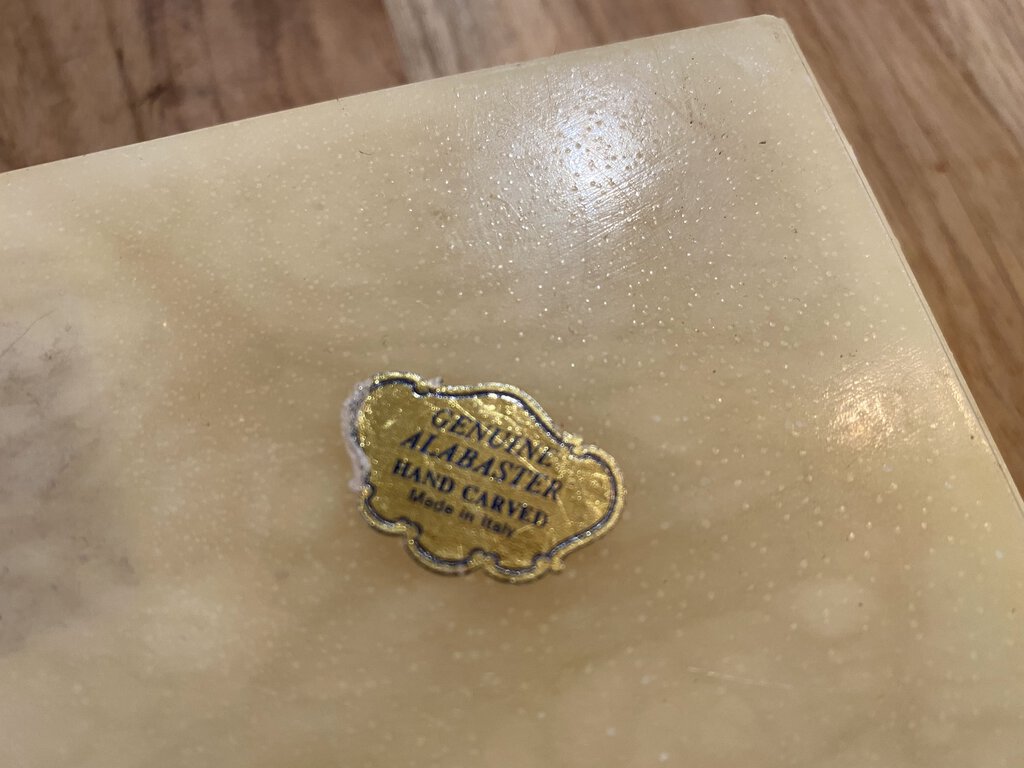 GENUINE
ALABASTER
HAND CARVED
Made in Italy